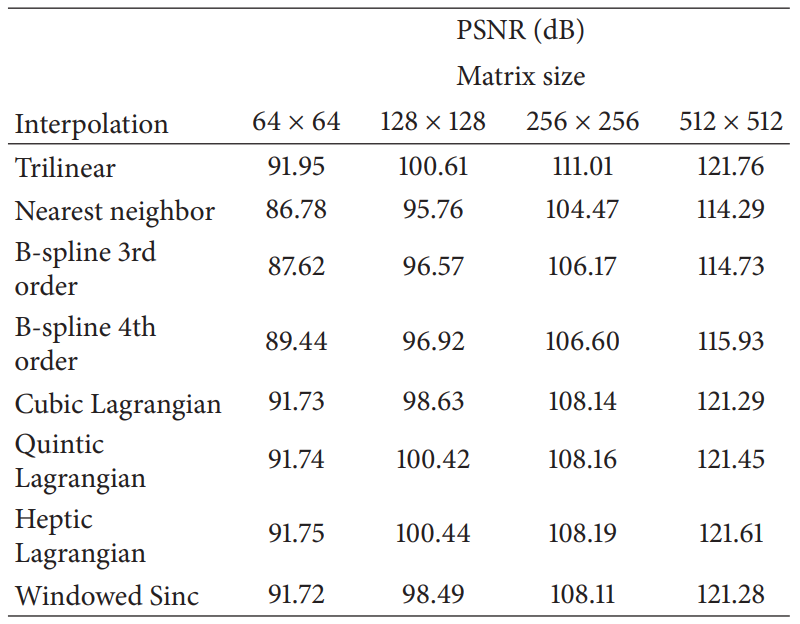 PSNR (dB)
Matrix size
Interpolation 64 × 64 128 × 128 256 × 256 512 × 512
Trilinear 91.95 100.61 111.01 121.76
Nearest neighbor 86.78 95.76 104.47 114.29
B-spline 3rd
order 87.62 96.57 106.17 114.73
B-spline 4th
order 89.44 96.92 106.60 115.93
Cubic Lagrangian 91.73 98.63 108.14 121.29
Quintic
Lagrangian 91.74 100.42 108.16 121.45
Heptic
Lagrangian 91.75 100.44 108.19 121.61
Windowed Sinc 91.72 98.49 108.11 121.28